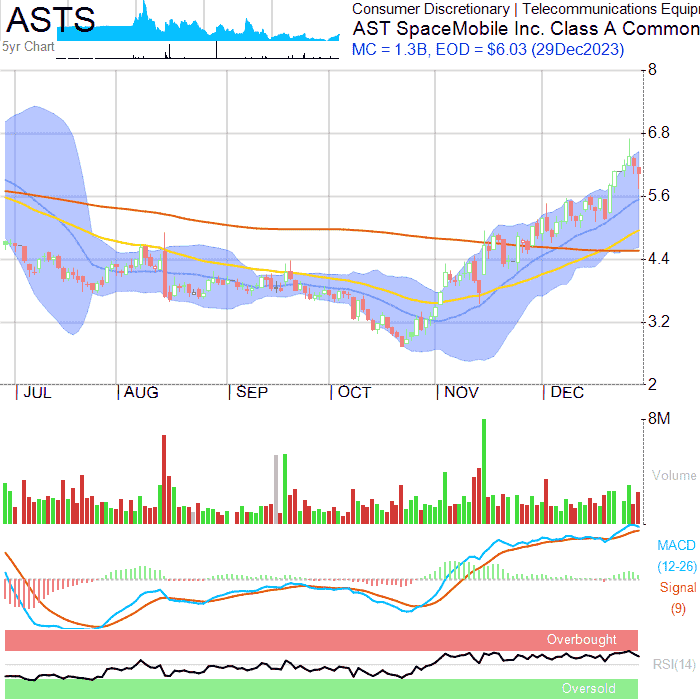 ASTS
Consumer Discretionary | Telecommunications Equip
5yr Chart
AST SpaceMobile Inc. Class A Common
MC = 1.3B, EOD = $6.03 (29Dec2023)
8
6.8
5.6
4.4
3.2
2
JUL AUG SEP OCT NOV DEC
8M
Volume
MACD
(12-26)
Signal
(9)
Overbought
RSI(14)
Oversold